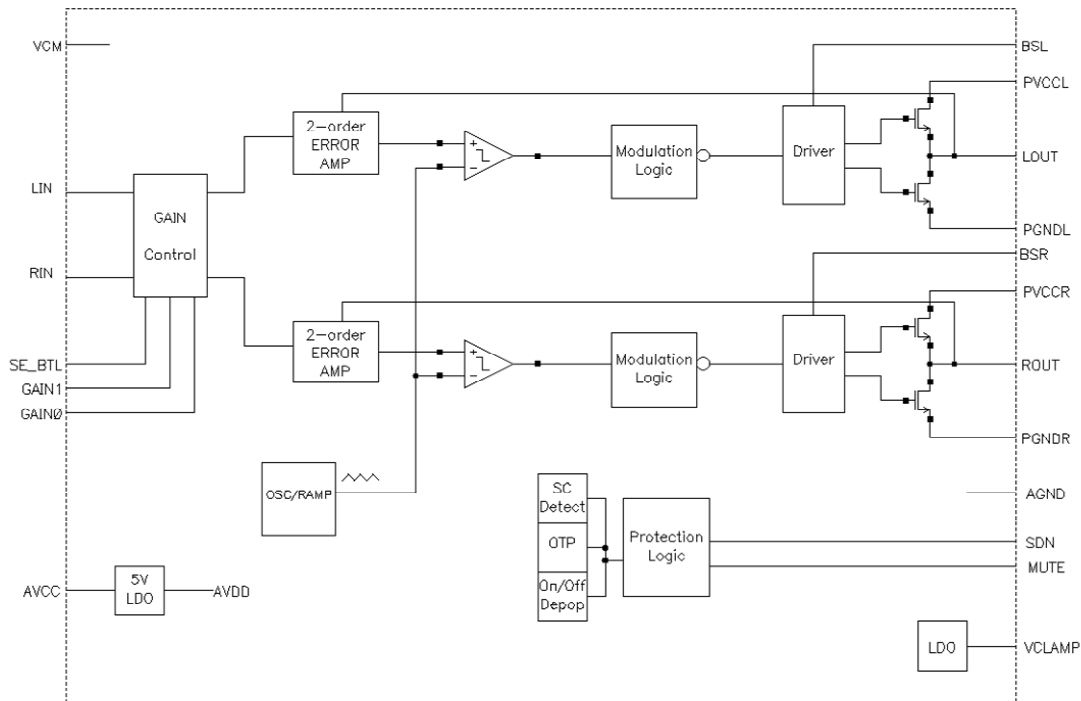 VCM
BSL
PVCCL
2-order
ERROR
AMP
+
-
Modulation
Logic
Driver
LOUT
LIN
GAIN
Control
PGNDL
BSR
RIN
PVCCR
2-order
ERROR
AMP
+
-
Modulation
Logic
Driver
ROUT
SE_BTL
GAIN1
GAIN0
PGNDR
OSC/RAMP
SC
Detect
OTP
On/Off
Depop
Protection
Logic
AGND
SDN
MUTE
AVCC
5V
LDO
AVDD
LDO
VCLAMP